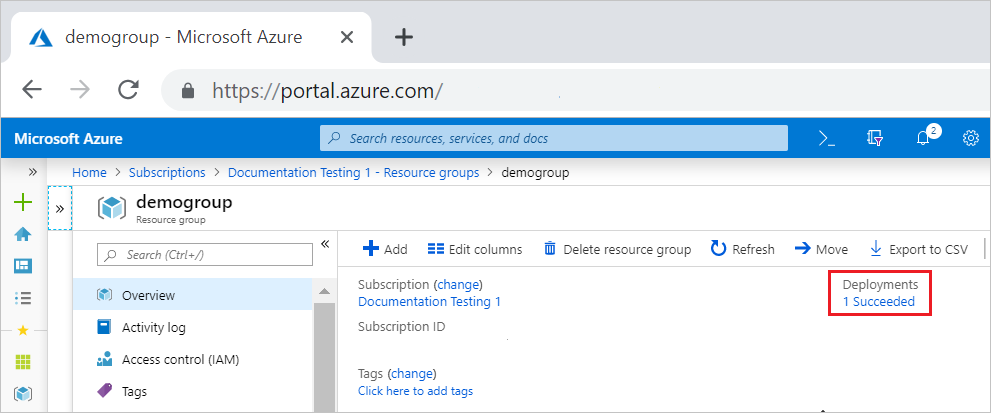 demogroup - Microsoft Azure
https://portal.azure.com/
Microsoft Azure
Search resources, services, and docs
2
Home > Subscriptions > Documentation Testing 1 - Resource groups > demogroup
demogroup
Resource group
Search (Ctrl+/)
Add
Edit columns
Delete resource group
Refresh
Move
Export to CSV
Overview
Activity log
Access control (IAM)
Tags
Subscription (change)
Documentation Testing 1
Subscription ID
Tags (change)
Click here to add tags
Deployments
1 Succeeded